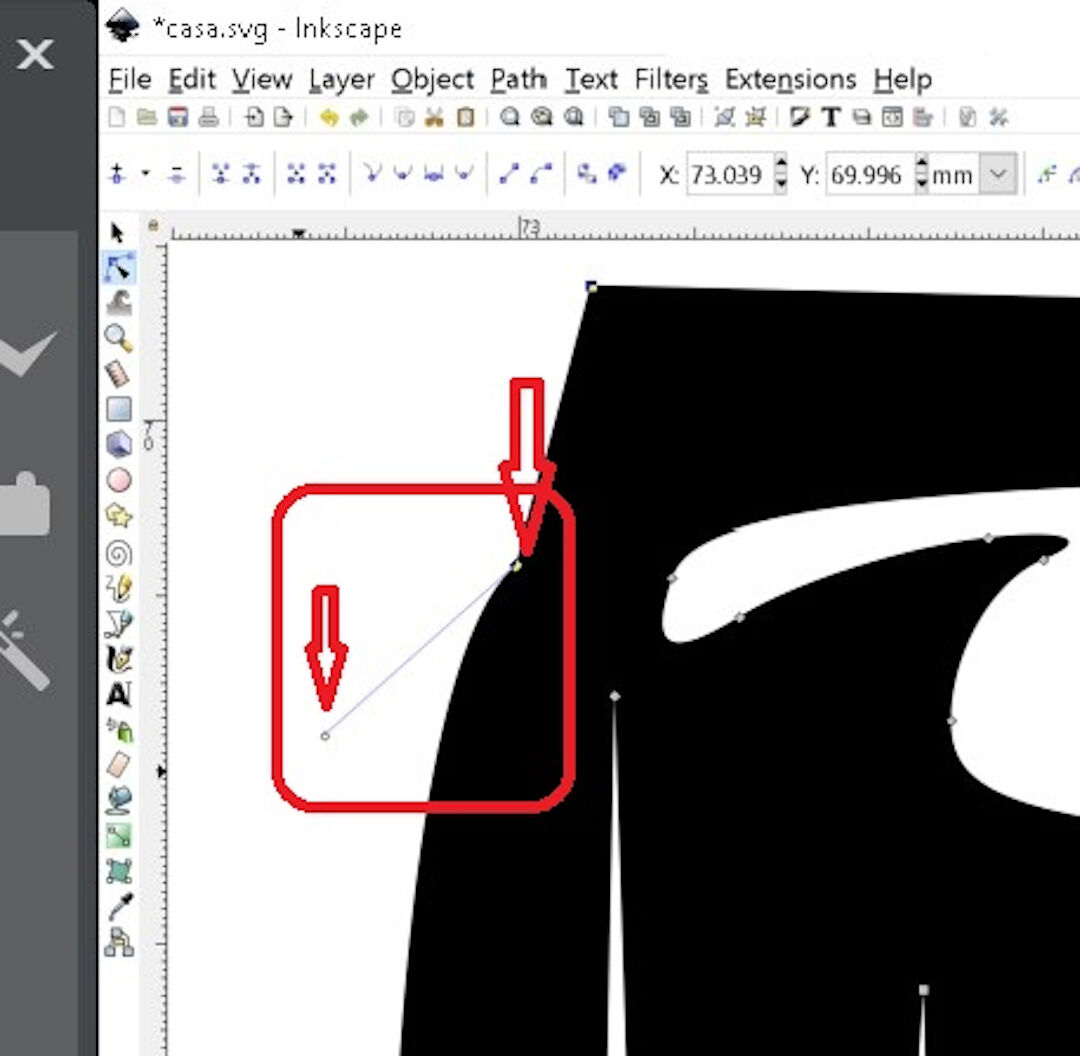 *casa.svg - Inkscape
File Edit View Layer Object Path Text Filters Extensions Help
X: 73.039 Y: 69.996 mm
73
70